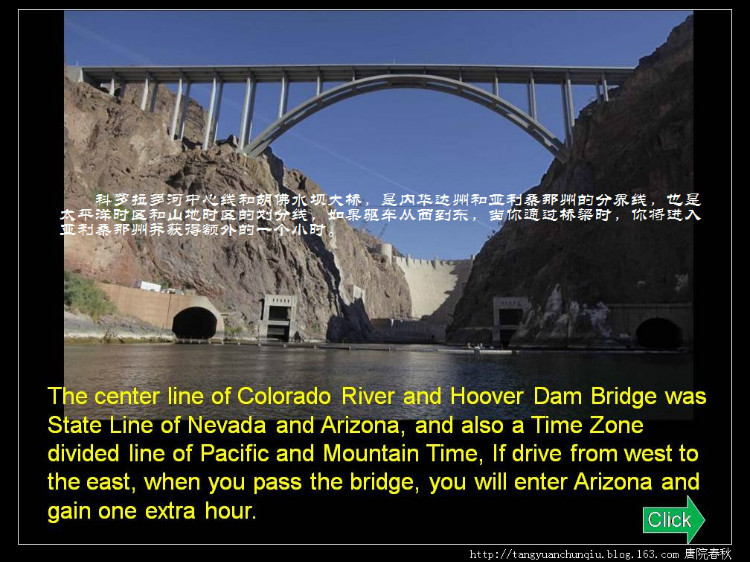 科罗拉多河中心线和胡佛水坝大桥，是内华达州和亚利桑那州的分界线，也是
太平洋时区和山地时区的划分线，如果驱车从西到东，当你通过桥梁时，你将进入
亚利桑那州并获得额外的一个小时。
The center line of Colorado River and Hoover Dam Bridge was
State Line of Nevada and Arizona, and also a Time Zone
divided line of Pacific and Mountain Time, If drive from west to
the east, when you pass the bridge, you will enter Arizona and
gain one extra hour.
Click
http://tangyuanchunqiu.blog.163.com 唐院春秋